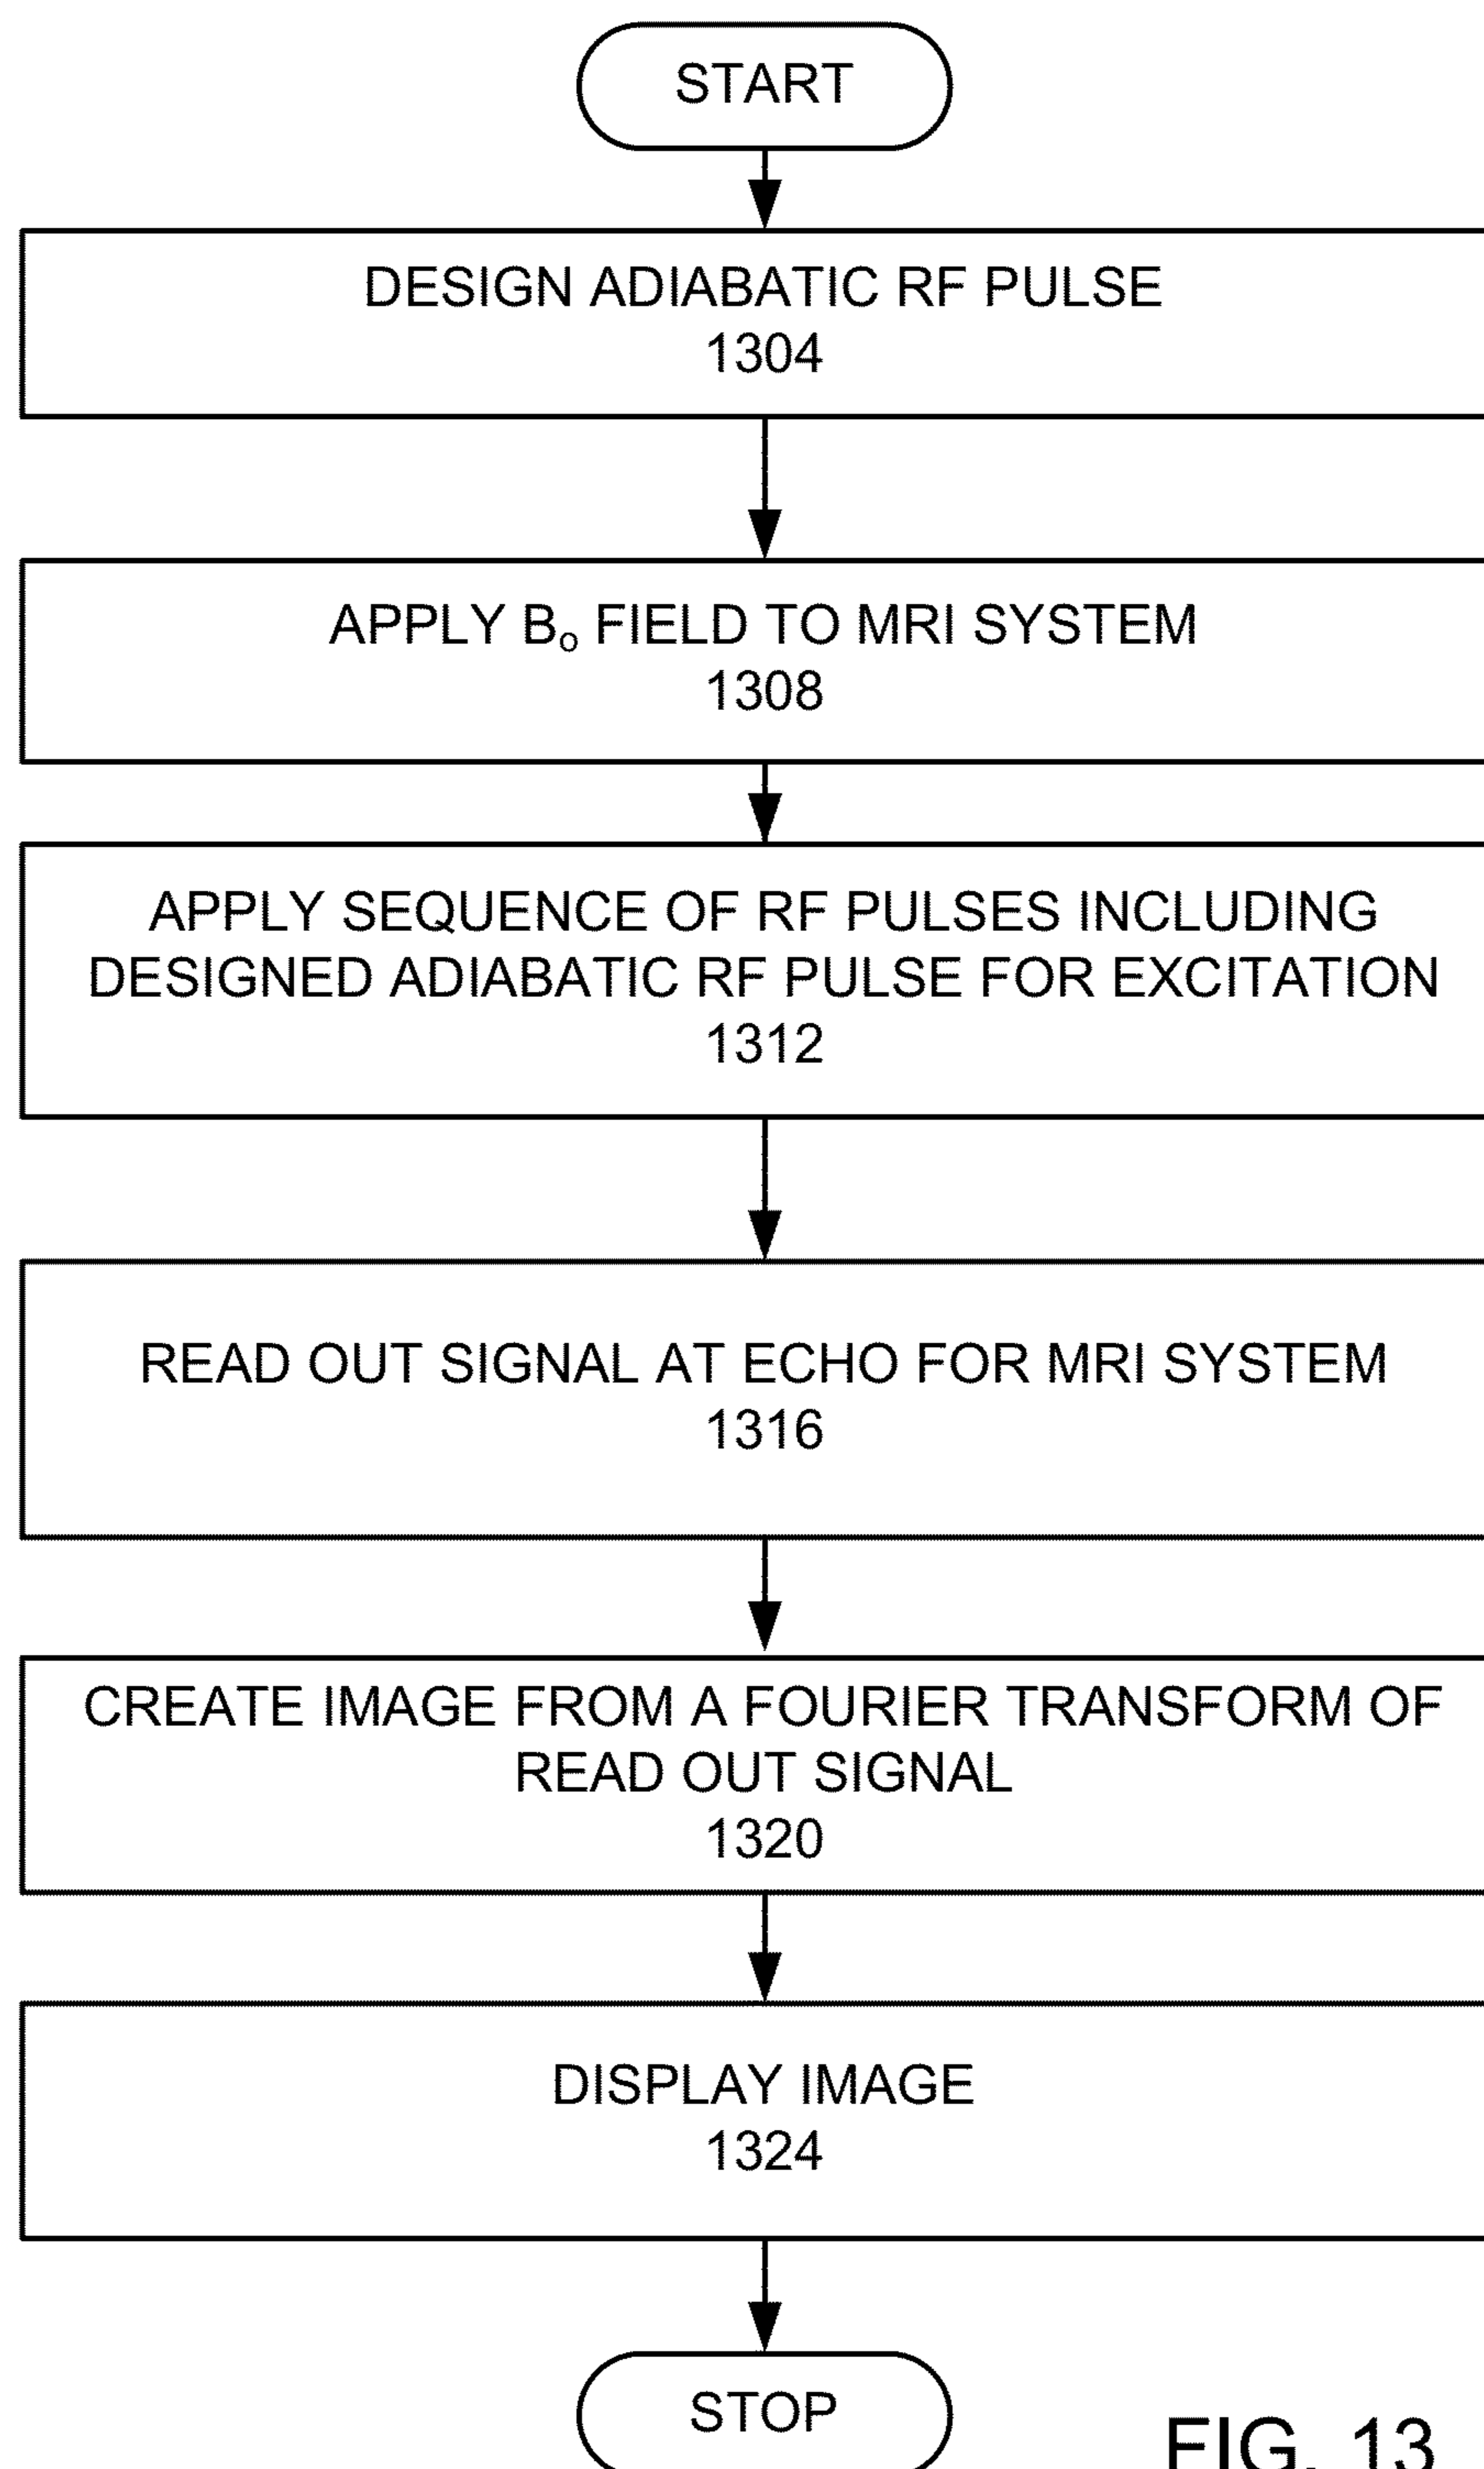 START
DESIGN ADIABATIC RF PULSE
1304
APPLY Bo FIELD TO MRI SYSTEM
1308
APPLY SEQUENCE OF RF PULSES INCLUDING
DESIGNED ADIABATIC RF PULSE FOR EXCITATION
1312
READ OUT SIGNAL AT ECHO FOR MRI SYSTEM
1316
CREATE IMAGE FROM A FOURIER TRANSFORM OF
READ OUT SIGNAL
1320
DISPLAY IMAGE
1324
STOP
FIG. 13